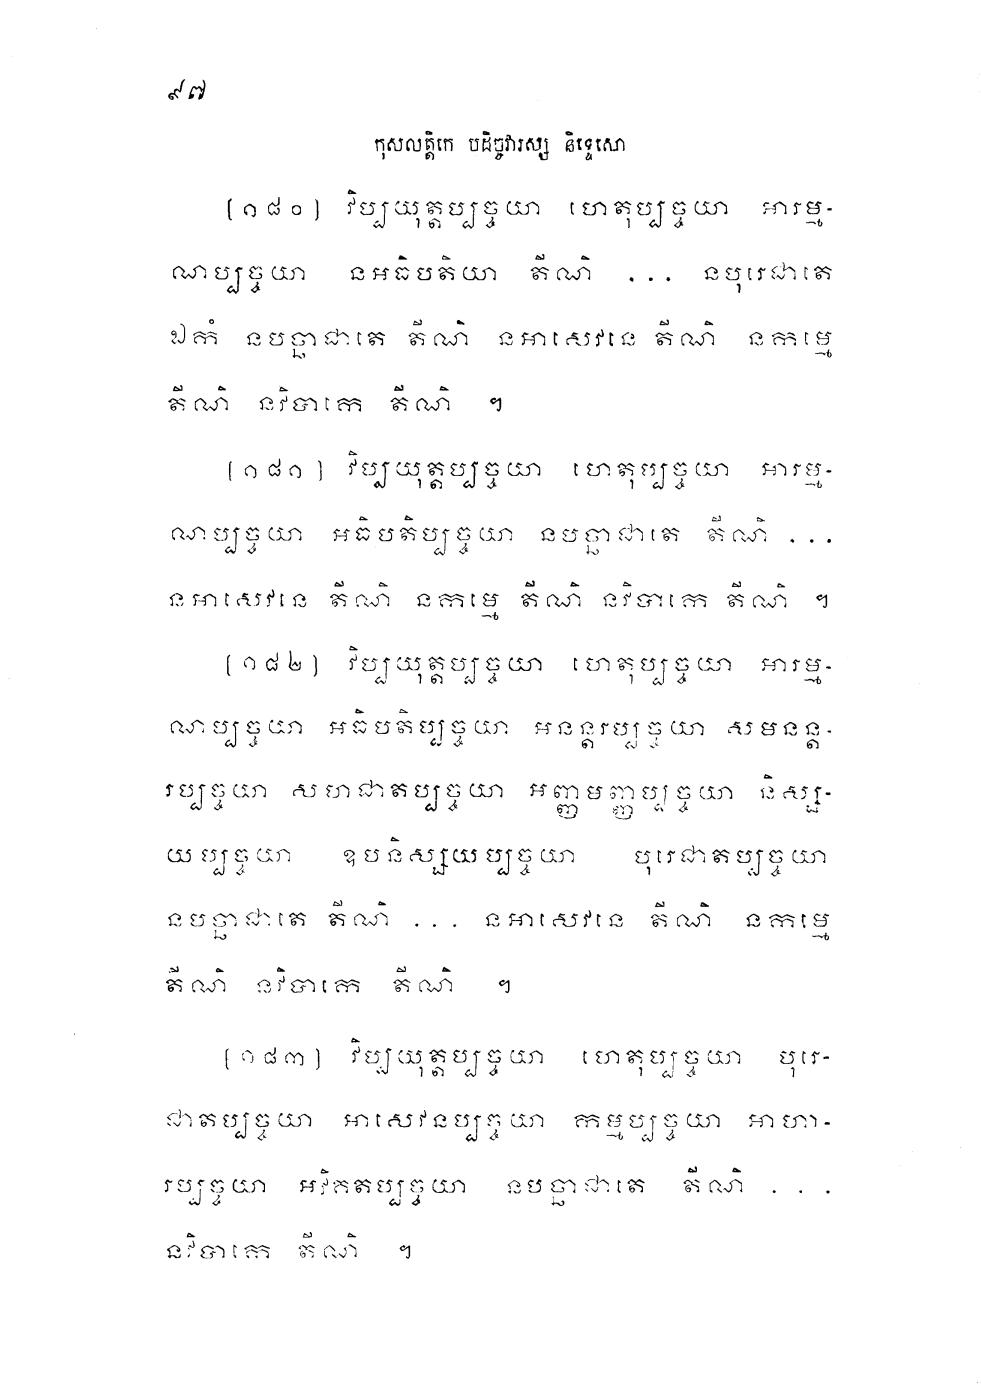 ៩៧
កុសលត្តិកេ បដិច្ចវារស្ស និទ្ទេសោ
[១៨០] វិប្បយុត្តប្បច្ចយា ហេតុប្បច្ចយា អារម្ម-
ណប្បច្ចយា នអធិបតិយា តីណិ ... នបុរេជាតេ
ឯកំ នបច្ឆាជាតេ តីណិ នអាសេវនេ តីណិ នកម្មេ
តីណិ នវិបាកេ តីណិ ។
[១៨១] វិប្បយុត្តប្បច្ចយា ហេតុប្បច្ចយា អារម្ម-
ណប្បច្ចយា អធិបតិប្បច្ចយា នបច្ឆាជាតេ តីណិ ...
នអាសេវនេ តីណិ នកម្មេ តីណិ នវិបាកេ តីណិ ។
[១៨២] វិប្បយុត្តប្បច្ចយា ហេតុប្បច្ចយា អារម្ម-
ណប្បច្ចយា អធិបតិប្បច្ចយា អនន្តរប្បច្ចយា សមនន្ត-
រប្បច្ចយា សហជាតប្បច្ចយា អញ្ញមញ្ញប្បច្ចយា និស្ស-
យប្បច្ចយា ឧបនិស្សយប្បច្ចយា បុរេជាតប្បច្ចយា
នបច្ឆាជាតេ តីណិ ... នអាសេវនេ តីណិ នកម្មេ
តីណិ នវិបាកេ តីណិ ។
[១៨៣] វិប្បយុត្តប្បច្ចយា ហេតុប្បច្ចយា បុរេ-
ជាតប្បច្ចយា អាសេវនប្បច្ចយា កម្មប្បច្ចយា អាហា-
រប្បច្ចយា អវិគតប្បច្ចយា នបច្ឆាជាតេ តីណិ ...
នវិបាកេ តីណិ ។